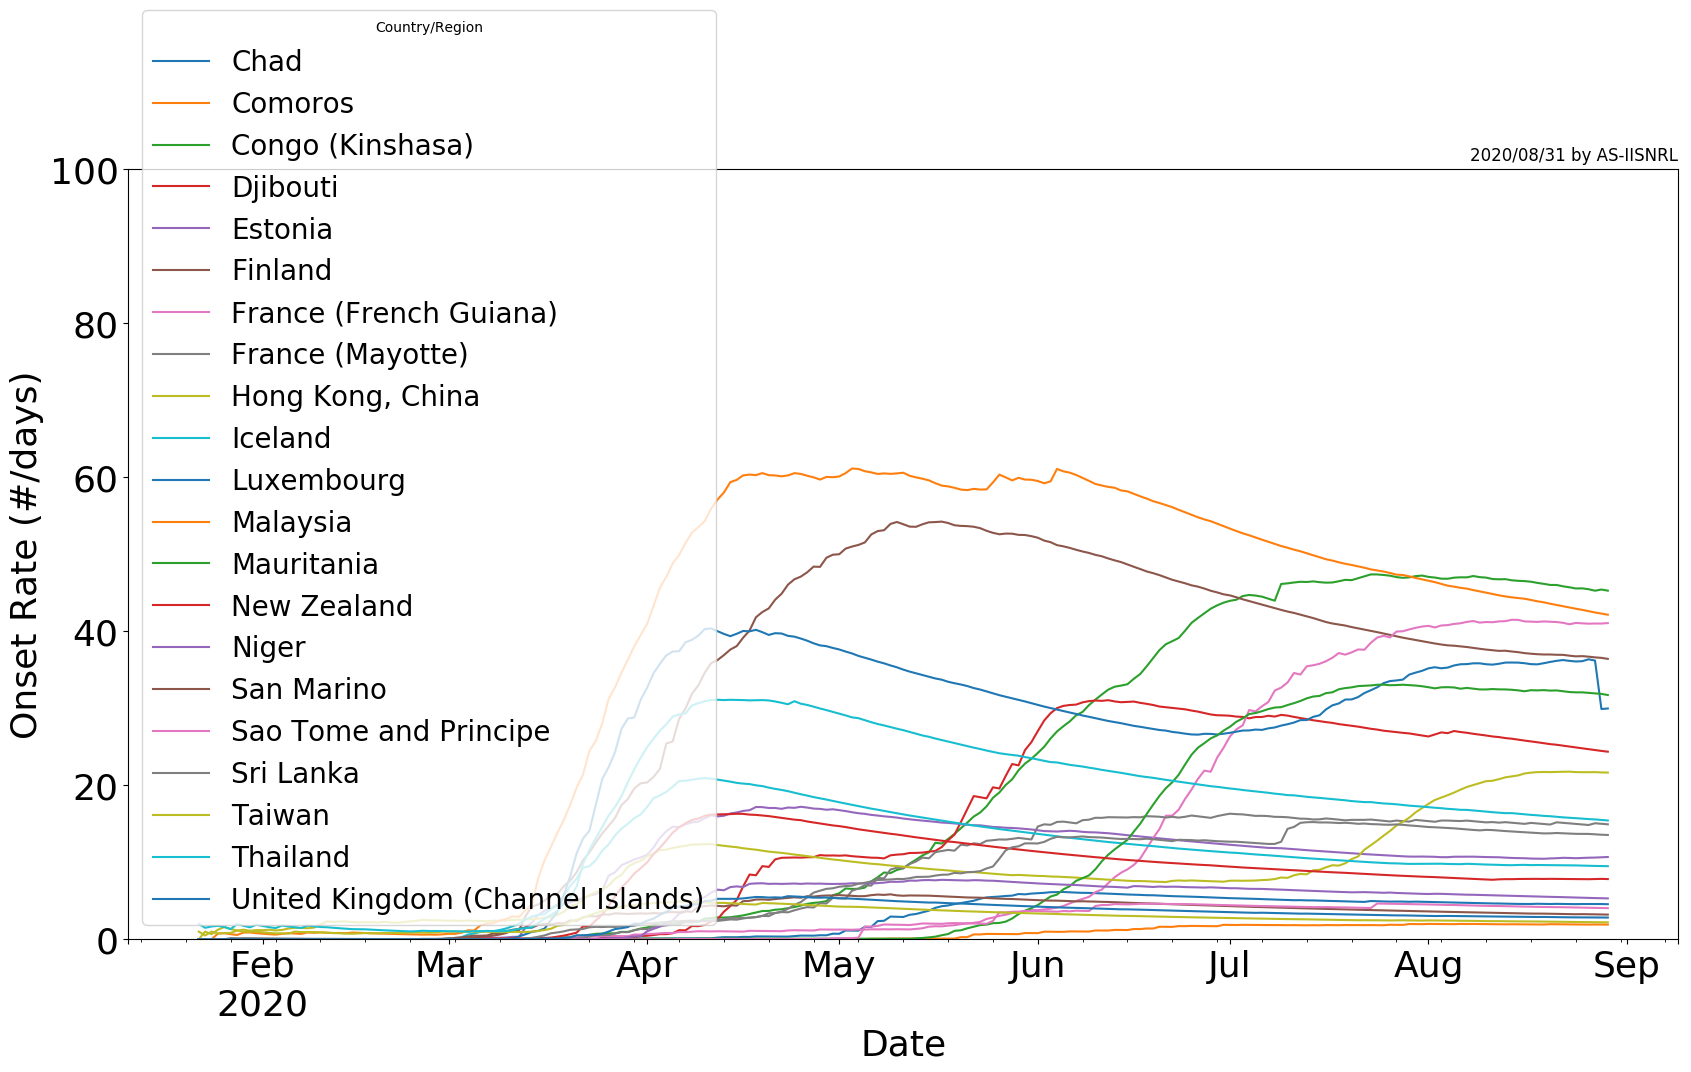 Country/Region
Chad
Comoros
Congo (Kinshasa)
Djibouti
Estonia
Finland
France (French Guiana)
France (Mayotte)
Hong Kong, China
Iceland
Luxembourg
Malaysia
Mauritania
New Zealand
Niger
San Marino
Sao Tome and Principe
Sri Lanka
Taiwan
Thailand
United Kingdom (Channel Islands)
2020/08/31 by AS-IISNRL
Onset Rate (#/days)
100
80
60
40
20
0
Feb Mar Apr May Jun Jul Aug Sep
2020
Date